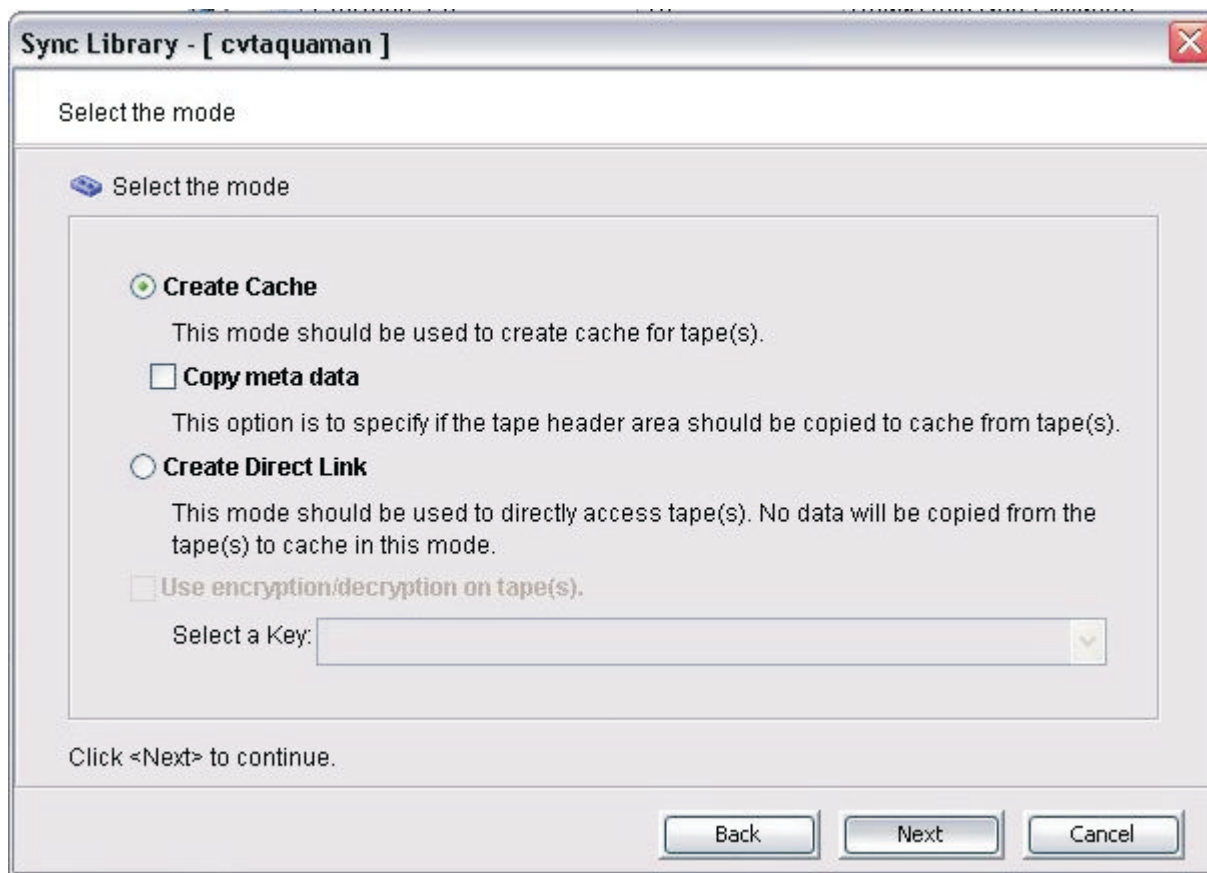 Sync Library - [ cvtaquaman ]
Select the mode
Select the mode
Create Cache
This mode should be used to create cache for tape(s).
Copy meta data
This option is to specify if the tape header area should be copied to cache from tape(s).
Create Direct Link
This mode should be used to directly access tape(s). No data will be copied from the
tape(s) to cache in this mode.
Use encryption/decryption on tape(s).
Select a Key:
Click <Next> to continue.
Back Next Cancel